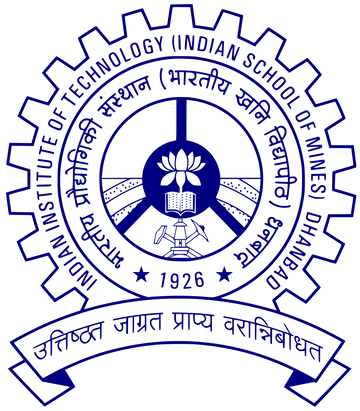 INDIAN INSTITUTE OF TECHNOLOGY (INDIAN SCHOOL OF MINES) DHANBAD
भारतीय प्रौद्योगिकी संस्थान (भारतीय खनि विद्यापीठ) धनबाद
★ 1926 ★
उत्तिष्ठत जाग्रत प्राप्य वरान्निबोधत